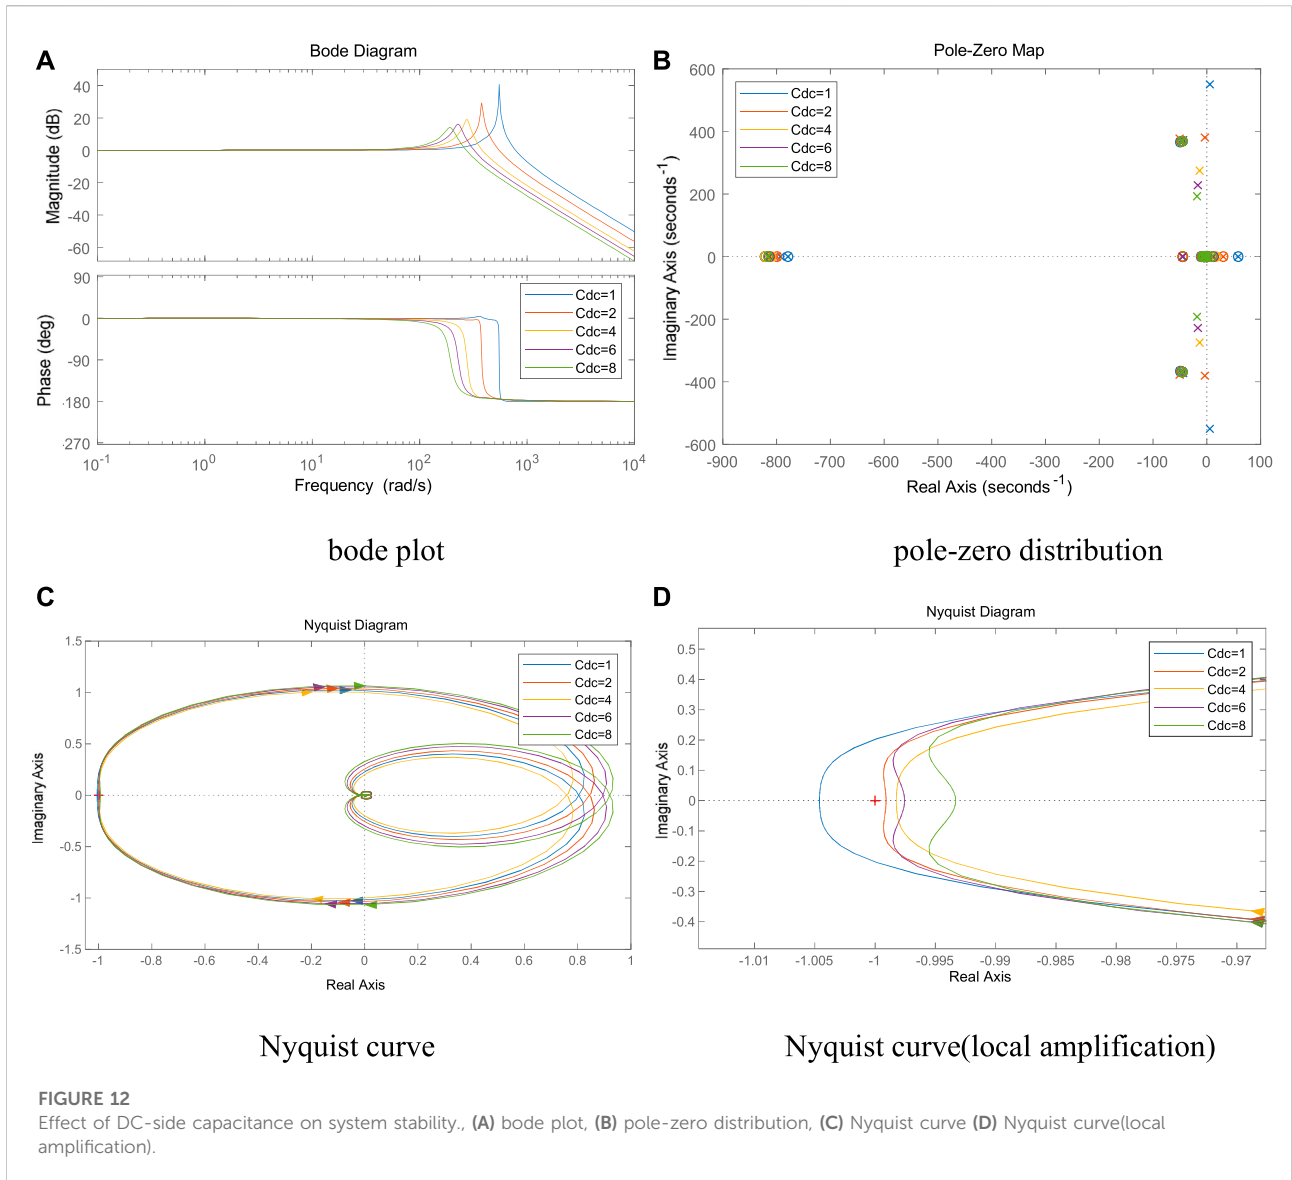 A
Bode Diagram
Magnitude (dB)
40
20
0
-20
-40
-60
Phase (deg)
90
0
-90
-180
-270
Cdc=1
Cdc=2
Cdc=4
Cdc=6
Cdc=8
10^-1
10^0
10^1
10^2
10^3
10^4
Frequency (rad/s)
bode plot
B
Pole-Zero Map
Imaginary Axis (seconds^-1)
600
400
200
0
-200
-400
-600
Cdc=1
Cdc=2
Cdc=4
Cdc=6
Cdc=8
-900 -800 -700 -600 -500 -400 -300 -200 -100 0 100
Real Axis (seconds^-1)
pole-zero distribution
C
Nyquist Diagram
Imaginary Axis
1.5
1
0.5
0
-0.5
-1
-1.5
Cdc=1
Cdc=2
Cdc=4
Cdc=6
Cdc=8
-1 -0.8 -0.6 -0.4 -0.2 0 0.2 0.4 0.6 0.8 1
Real Axis
Nyquist curve
D
Nyquist Diagram
Imaginary Axis
0.5
0.4
0.3
0.2
0.1
0
-0.1
-0.2
-0.3
-0.4
Cdc=1
Cdc=2
Cdc=4
Cdc=6
Cdc=8
-1.01 -1.005 -1 -0.995 -0.99 -0.985 -0.98 -0.975 -0.97
Real Axis
Nyquist curve(local amplification)
FIGURE 12
Effect of DC-side capacitance on system stability., (A) bode plot, (B) pole-zero distribution, (C) Nyquist curve (D) Nyquist curve(local
amplification).